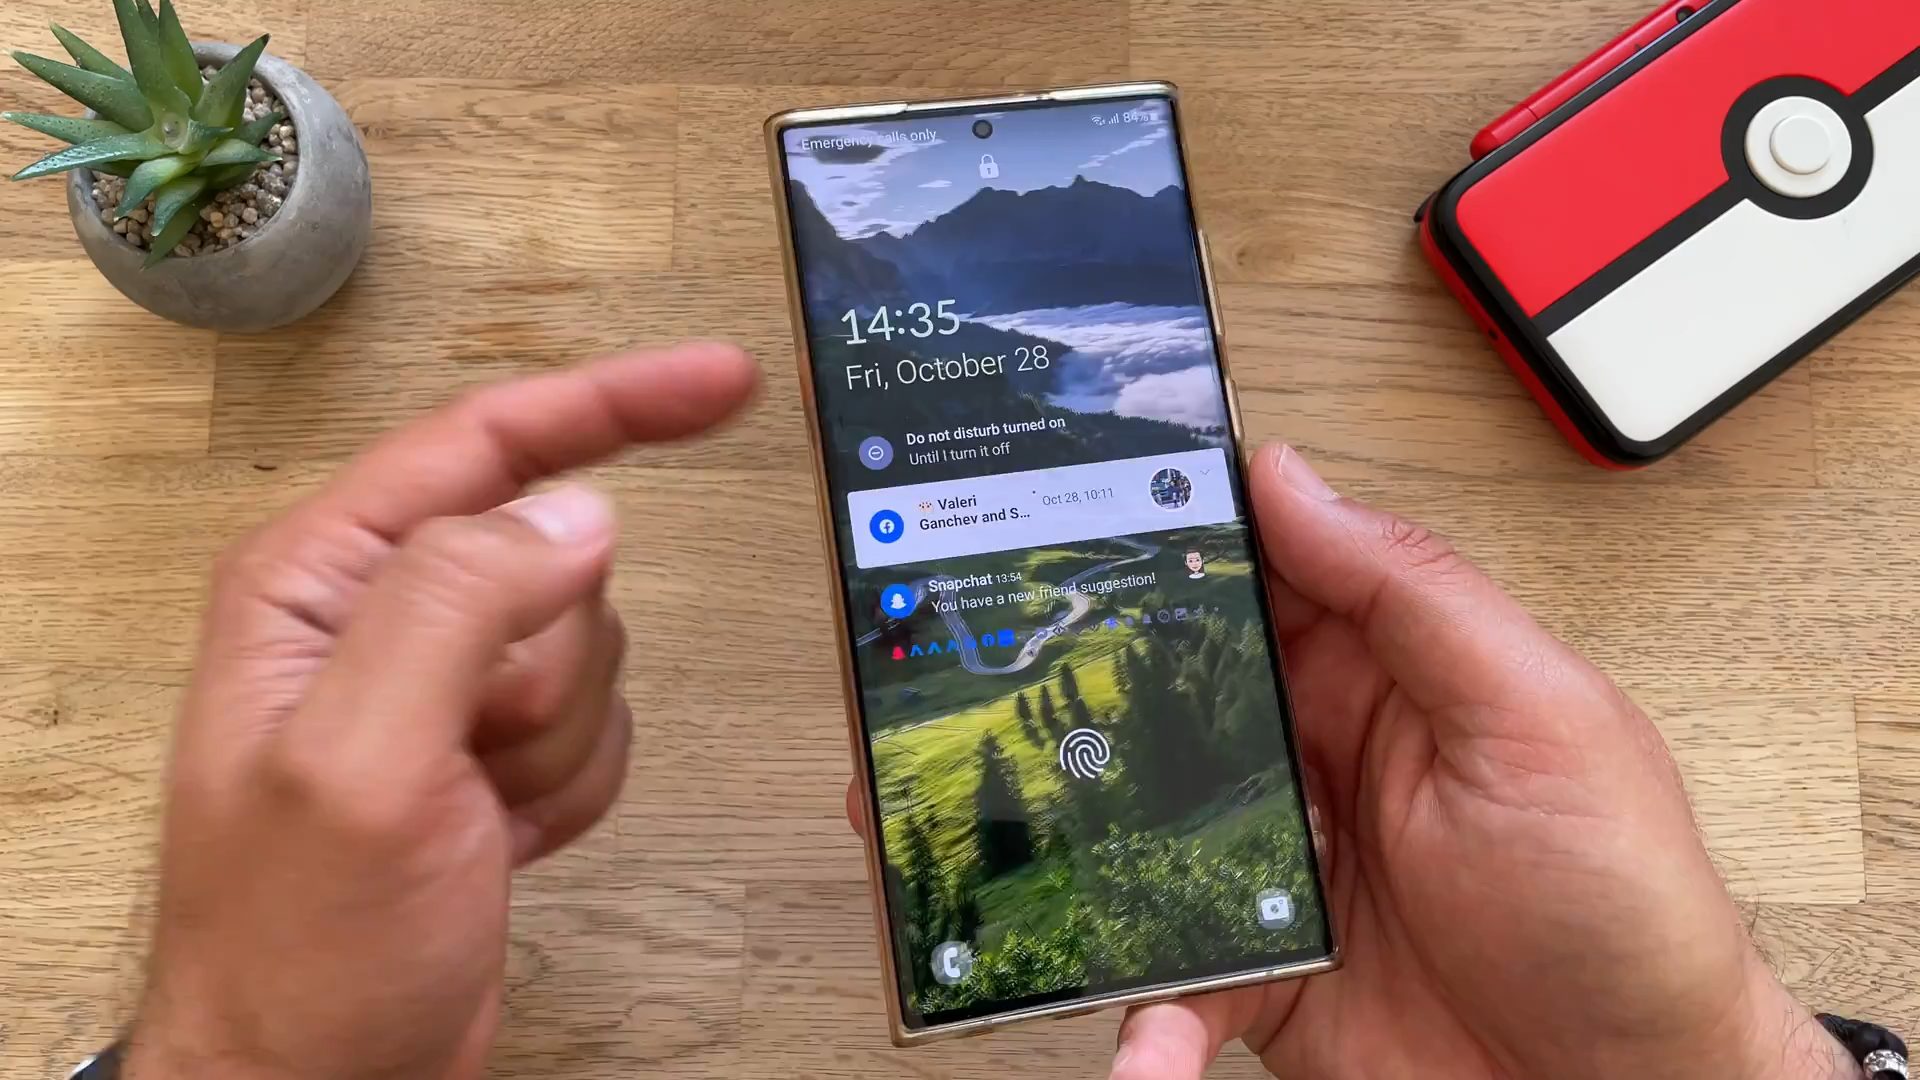 Emergency calls only
84%
14:35
Fri, October 28
Do not disturb turned on
Until I turn it off
Valeri
Ganchev and S...
Oct 28, 10:11
Snapchat 13:54
You have a new friend suggestion!